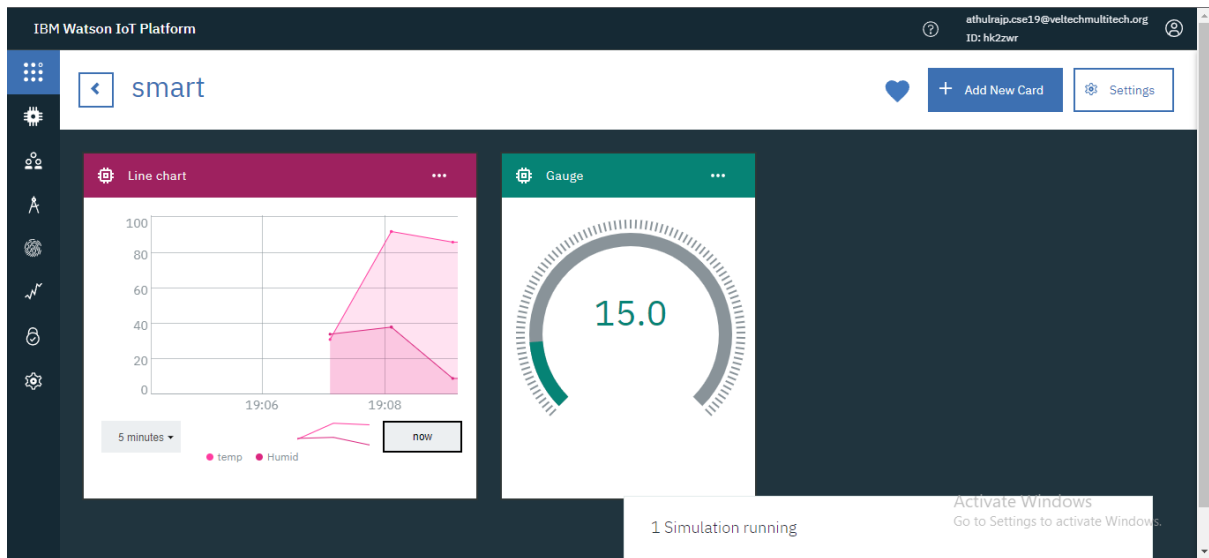 IBM Watson IoT Platform
athulrajp.cse19@veltechmultitech.org
ID: hk2zwr
smart
Add New Card
Settings
Line chart
100
80
60
40
20
0
19:06
19:08
5 minutes
now
temp
Humid
Gauge
15.0
1 Simulation running
Activate Windows
Go to Settings to activate Windows.